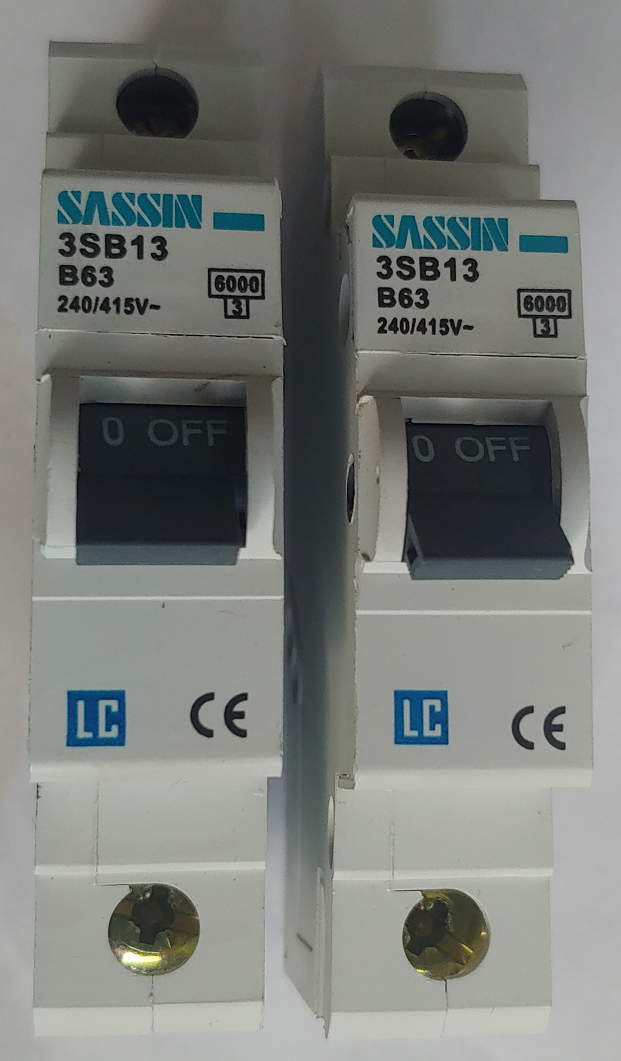 SASSIN
3SB13
B63
240/415V~
6000
3
0 OFF
LC CE
SASSIN
3SB13
B63
240/415V~
6000
3
0 OFF
LC CE